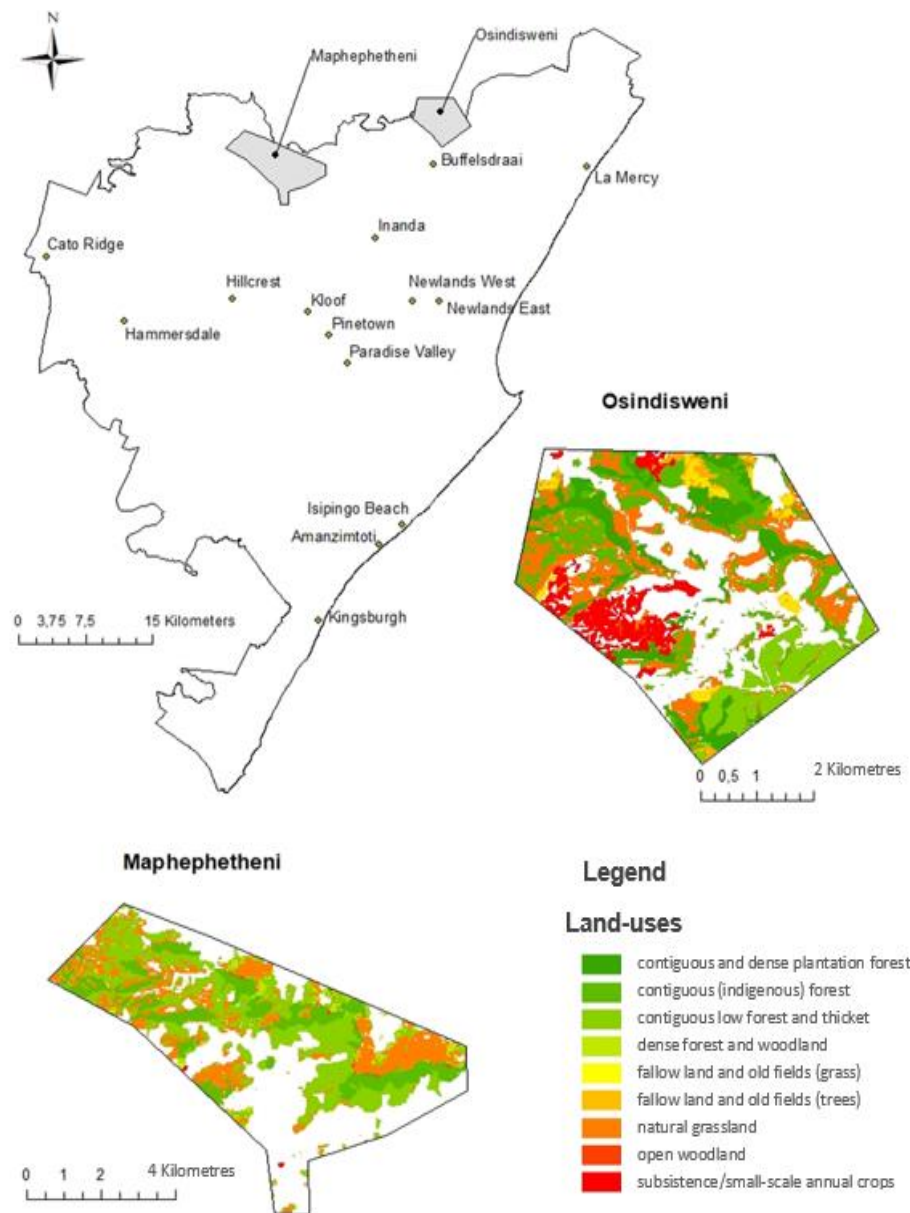 N
Osindisweni
Maphephetheni
Buffelsdraai
La Mercy
Inanda
Cato Ridge
Hillcrest
Newlands West
Kloof
Newlands East
Hammersdale
Pinetown
Paradise Valley
Osindisweni
Isipingo Beach
Amanzimtoti
Kingsburgh
0 3,75 7,5 15 Kilometers
0 0,5 1 2 Kilometres
Maphephetheni
Legend
Land-uses
contiguous and dense plantation forest
contiguous (indigenous) forest
contiguous low forest and thicket
dense forest and woodland
fallow land and old fields (grass)
fallow land and old fields (trees)
natural grassland
open woodland
subsistence/small-scale annual crops
0 1 2 4 Kilometres